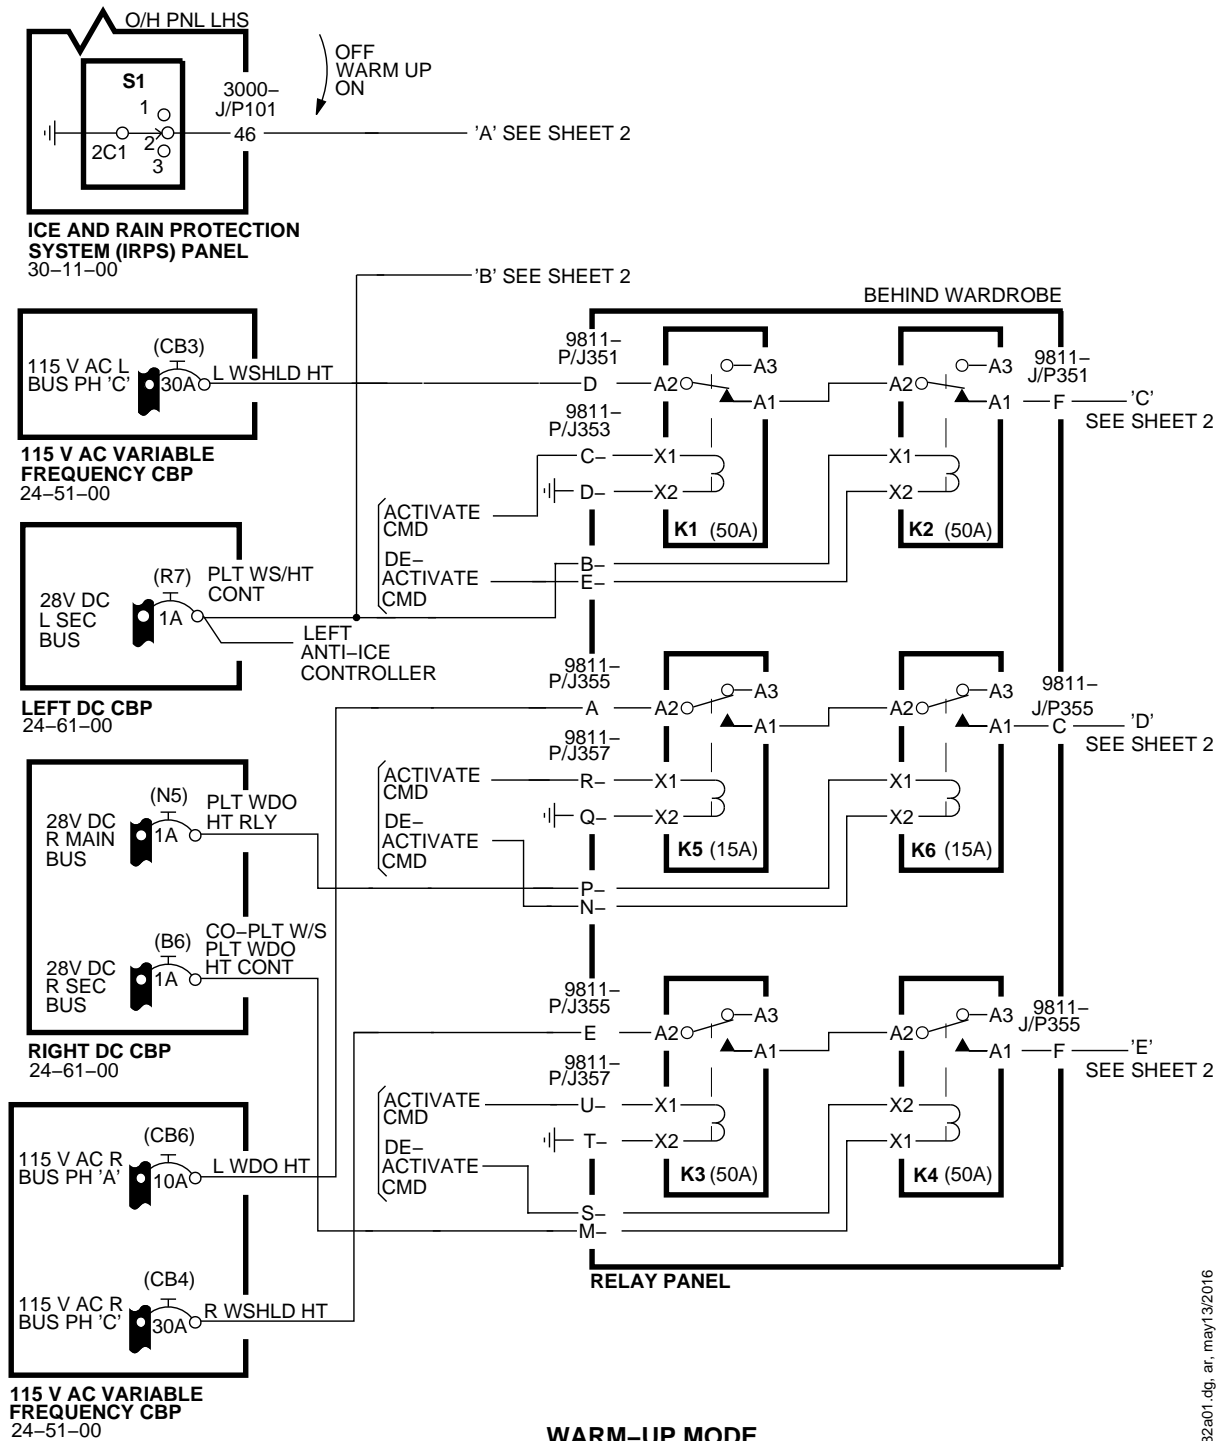 O/H PNL LHS
S1
1
2
3
2C1
3000–
J/P101
46
OFF
WARM UP
ON
'A' SEE SHEET 2
ICE AND RAIN PROTECTION
SYSTEM (IRPS) PANEL
30–11–00
'B' SEE SHEET 2
BEHIND WARDROBE
115 V AC L
BUS PH 'C'
(CB3)
30A
L WSHLD HT
115 V AC VARIABLE
FREQUENCY CBP
24–51–00
9811–
P/J351
D
A2
A3
A1
9811–
P/J353
C–
X1
D–
X2
K1 (50A)
A2
A3
A1
X1
X2
K2 (50A)
9811–
J/P351
F
'C'
SEE SHEET 2
ACTIVATE
CMD
DE–
ACTIVATE
CMD
B–
E–
28V DC
L SEC
BUS
(R7)
1A
PLT WS/HT
CONT
LEFT
ANTI–ICE
CONTROLLER
LEFT DC CBP
24–61–00
9811–
P/J355
A
A2
A3
A1
9811–
P/J357
R–
X1
Q–
X2
K5 (15A)
A2
A3
A1
X1
X2
K6 (15A)
9811–
J/P355
C
'D'
SEE SHEET 2
ACTIVATE
CMD
DE–
ACTIVATE
CMD
P–
N–
28V DC
R MAIN
BUS
(N5)
1A
PLT WDO
HT RLY
28V DC
R SEC
BUS
(B6)
1A
CO–PLT W/S
PLT WDO
HT CONT
RIGHT DC CBP
24–61–00
9811–
P/J355
E
A2
A3
A1
9811–
P/J357
U–
X1
T–
X2
K3 (50A)
A2
A3
A1
X2
X1
K4 (50A)
9811–
J/P355
F
'E'
SEE SHEET 2
ACTIVATE
CMD
DE–
ACTIVATE
CMD
S–
M–
RELAY PANEL
115 V AC R
BUS PH 'A'
(CB6)
10A
L WDO HT
115 V AC R
BUS PH 'C'
(CB4)
30A
R WSHLD HT
115 V AC VARIABLE
FREQUENCY CBP
24–51–00
WARM–UP MODE
32a01.dg, ar, may13/2016